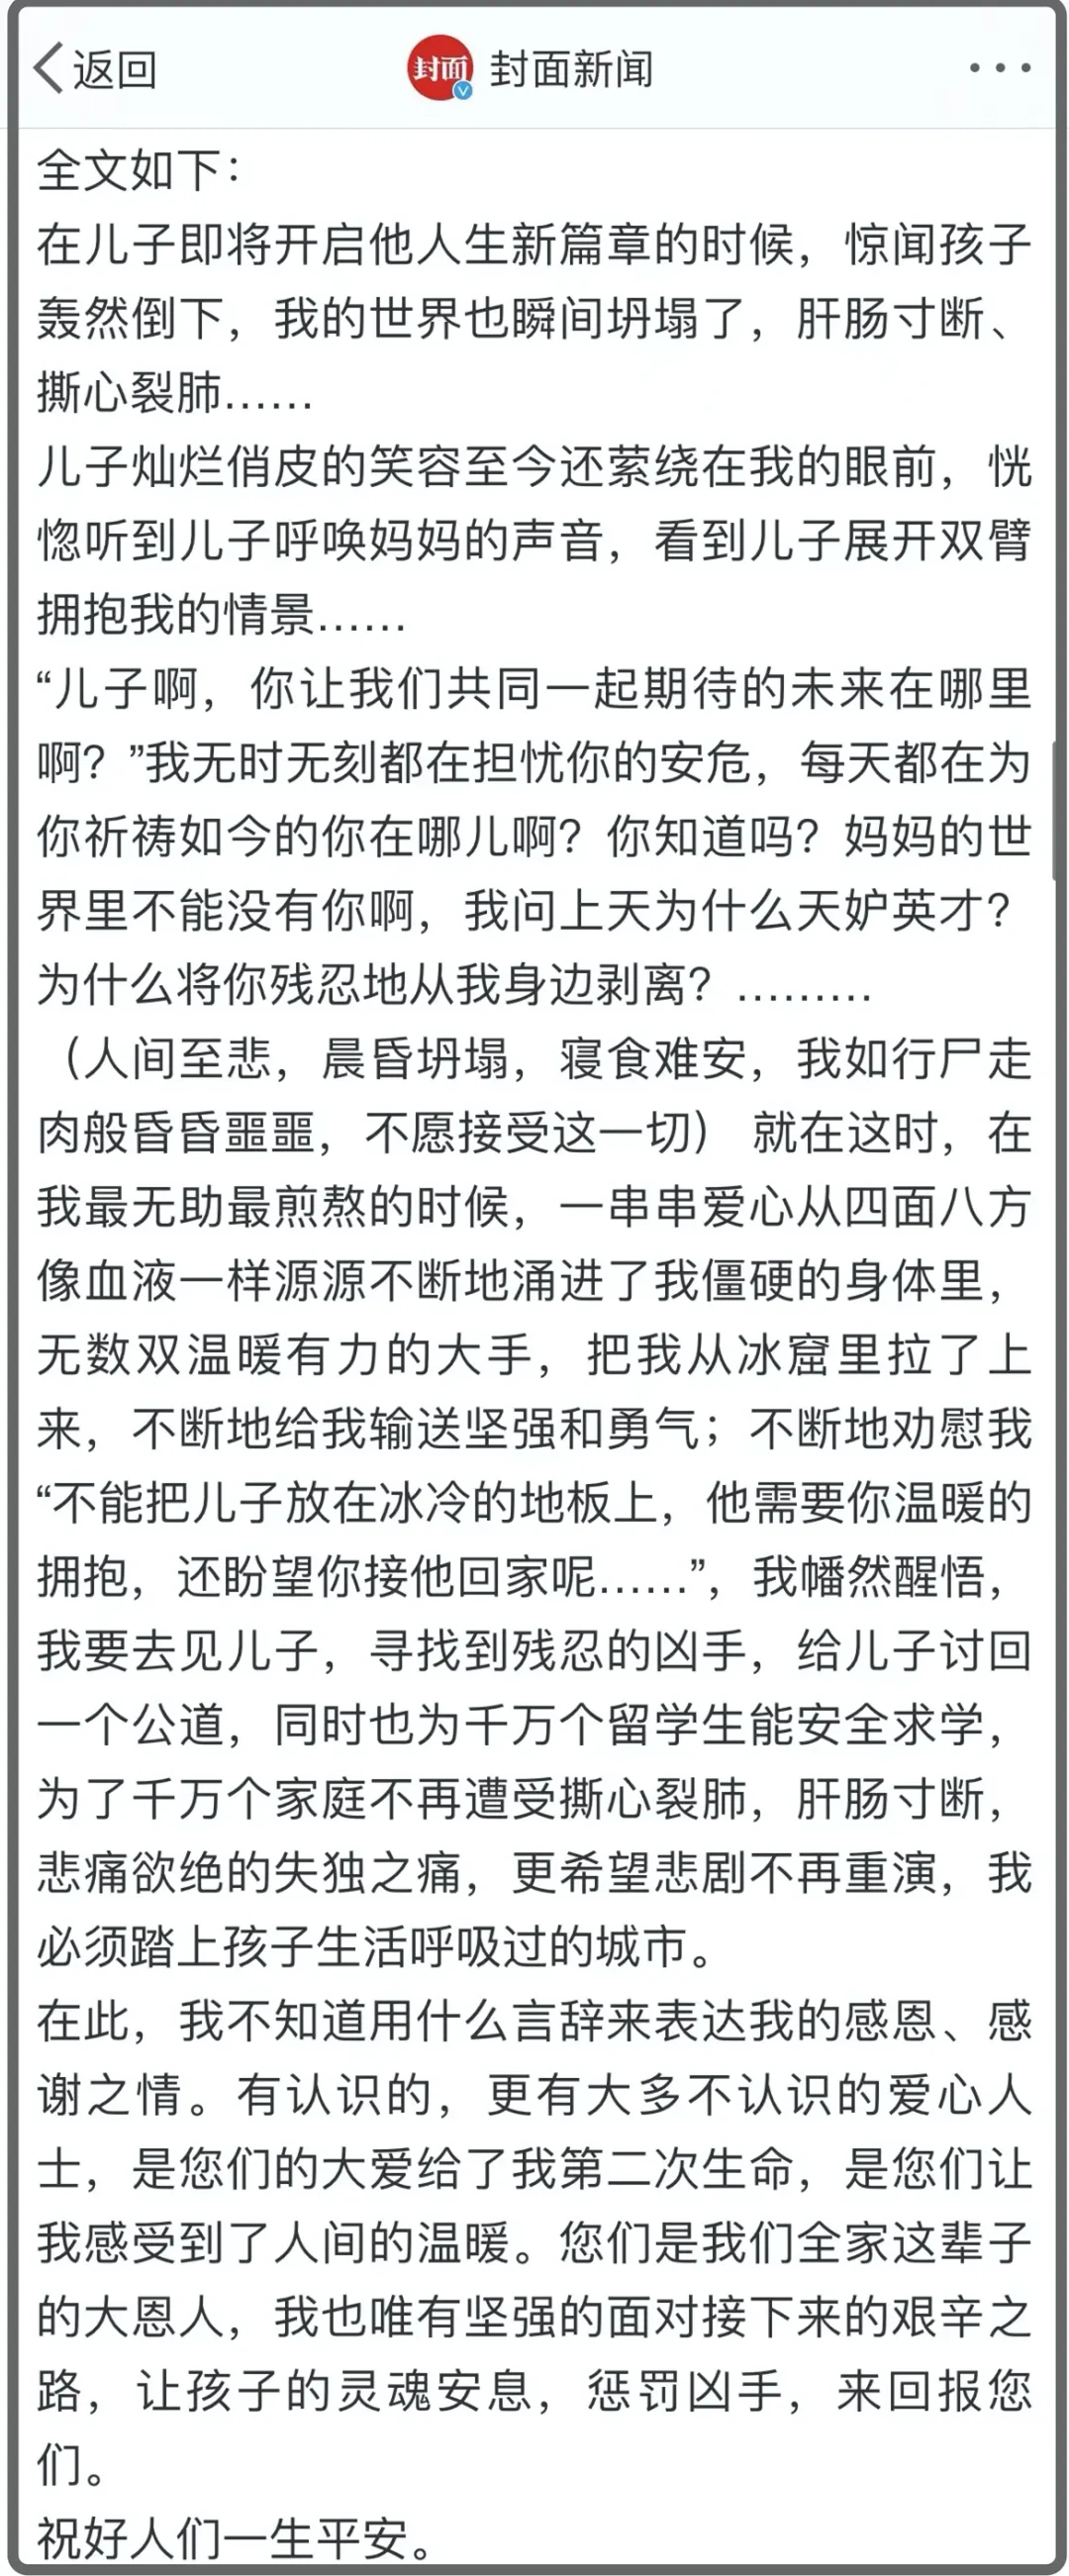 返回
封面
封面新闻
全文如下：
在儿子即将开启他人生新篇章的时候，惊闻孩子
轰然倒下，我的世界也瞬间坍塌了，肝肠寸断、
撕心裂肺……
儿子灿烂俏皮的笑容至今还萦绕在我的眼前，恍
惚听到儿子呼唤妈妈的声音，看到儿子展开双臂
拥抱我的情景……
“儿子啊，你让我们共同一起期待的未来在哪里
啊？”我无时无刻都在担忧你的安危，每天都在为
你祈祷如今的你在哪儿啊？你知道吗？妈妈的世
界里不能没有你啊，我问上天为什么天妒英才？
为什么将你残忍地从我身边剥离？………
（人间至悲，晨昏坍塌，寝食难安，我如行尸走
肉般昏昏噩噩，不愿接受这一切） 就在这时，在
我最无助最煎熬的时候，一串串爱心从四面八方
像血液一样源源不断地涌进了我僵硬的身体里，
无数双温暖有力的大手，把我从冰窟里拉了上
来，不断地给我输送坚强和勇气；不断地劝慰我
“不能把儿子放在冰冷的地板上，他需要你温暖的
拥抱，还盼望你接他回家呢……”，我幡然醒悟，
我要去见儿子，寻找到残忍的凶手，给儿子讨回
一个公道，同时也为千万个留学生能安全求学，
为了千万个家庭不再遭受撕心裂肺，肝肠寸断，
悲痛欲绝的失独之痛，更希望悲剧不再重演，我
必须踏上孩子生活呼吸过的城市。
在此，我不知道用什么言辞来表达我的感恩、感
谢之情。有认识的，更有大多不认识的爱心人
士，是您们的大爱给了我第二次生命，是您们让
我感受到了人间的温暖。您们是我们全家这辈子
的大恩人，我也唯有坚强的面对接下来的艰辛之
路，让孩子的灵魂安息，惩罚凶手，来回报您
们。
祝好人们一生平安。